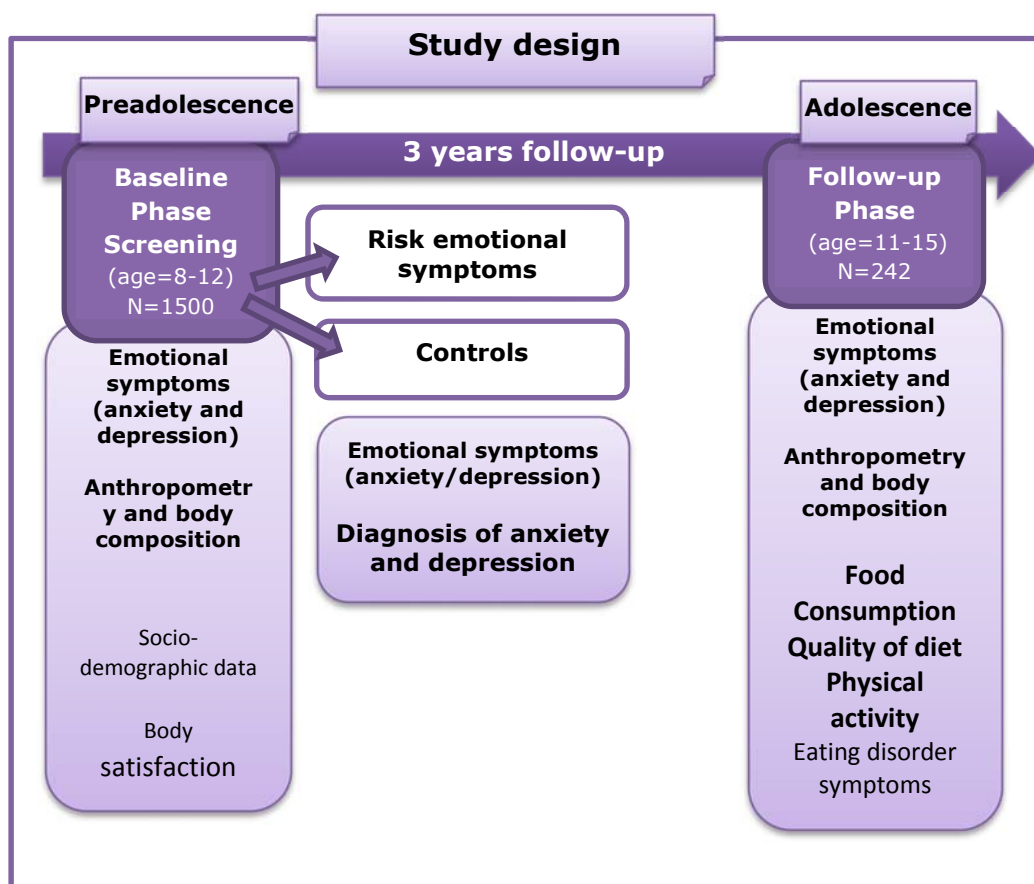 Study design
Preadolescence
Adolescence
3 years follow-up
Baseline
Phase
Screening
(age=8-12)
N=1500
Risk emotional
symptoms
Controls
Follow-up
Phase
(age=11-15)
N=242
Emotional
symptoms
(anxiety and
depression)
Anthropometr
y and body
composition
Socio-
demographic data
Body
satisfaction
Emotional symptoms
(anxiety/depression)
Diagnosis of anxiety
and depression
Emotional
symptoms
(anxiety and
depression)
Anthropometry
and body
composition
Food
Consumption
Quality of diet
Physical
activity
Eating disorder
symptoms